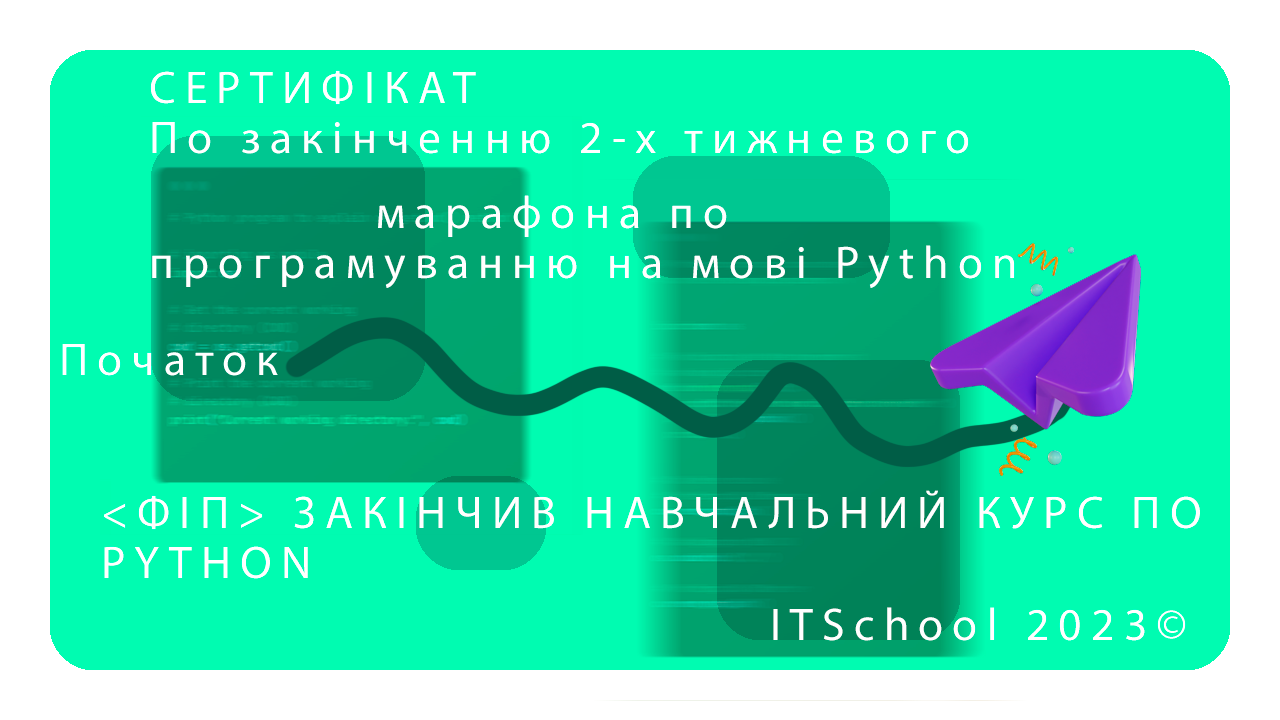 СЕРТИФІКАТ
По закінченню 2-х тижневого
марафона по
програмуванню на мові Python
Початок
<ФІП> ЗАКІНЧИВ НАВЧАЛЬНИЙ КУРС ПО
PYTHON
ITSchool 2023©